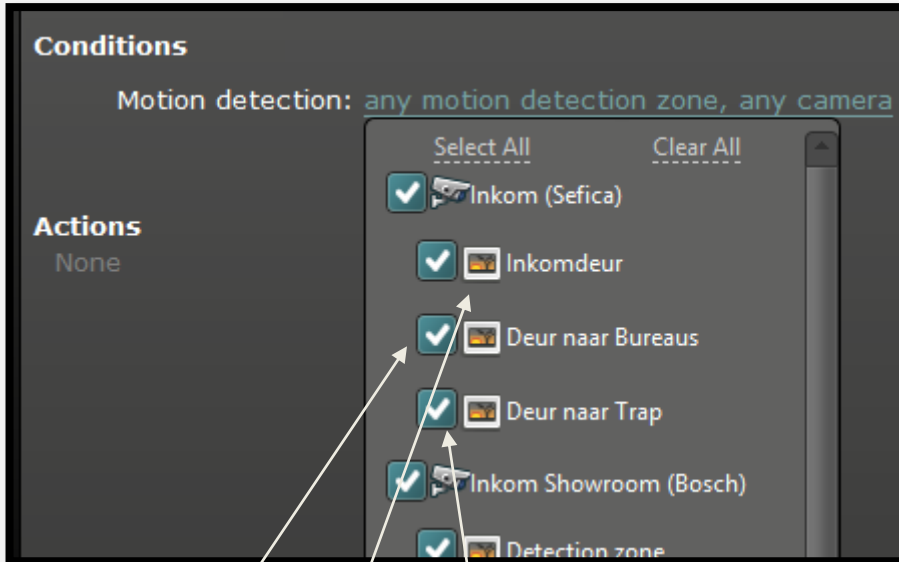 Conditions
Motion detection: any motion detection zone, any camera
Select All Clear All
Inkom (Sefica)
Actions
None
Inkomdeur
Deur naar Bureaus
Deur naar Trap
Inkom Showroom (Bosch)
Detection zone